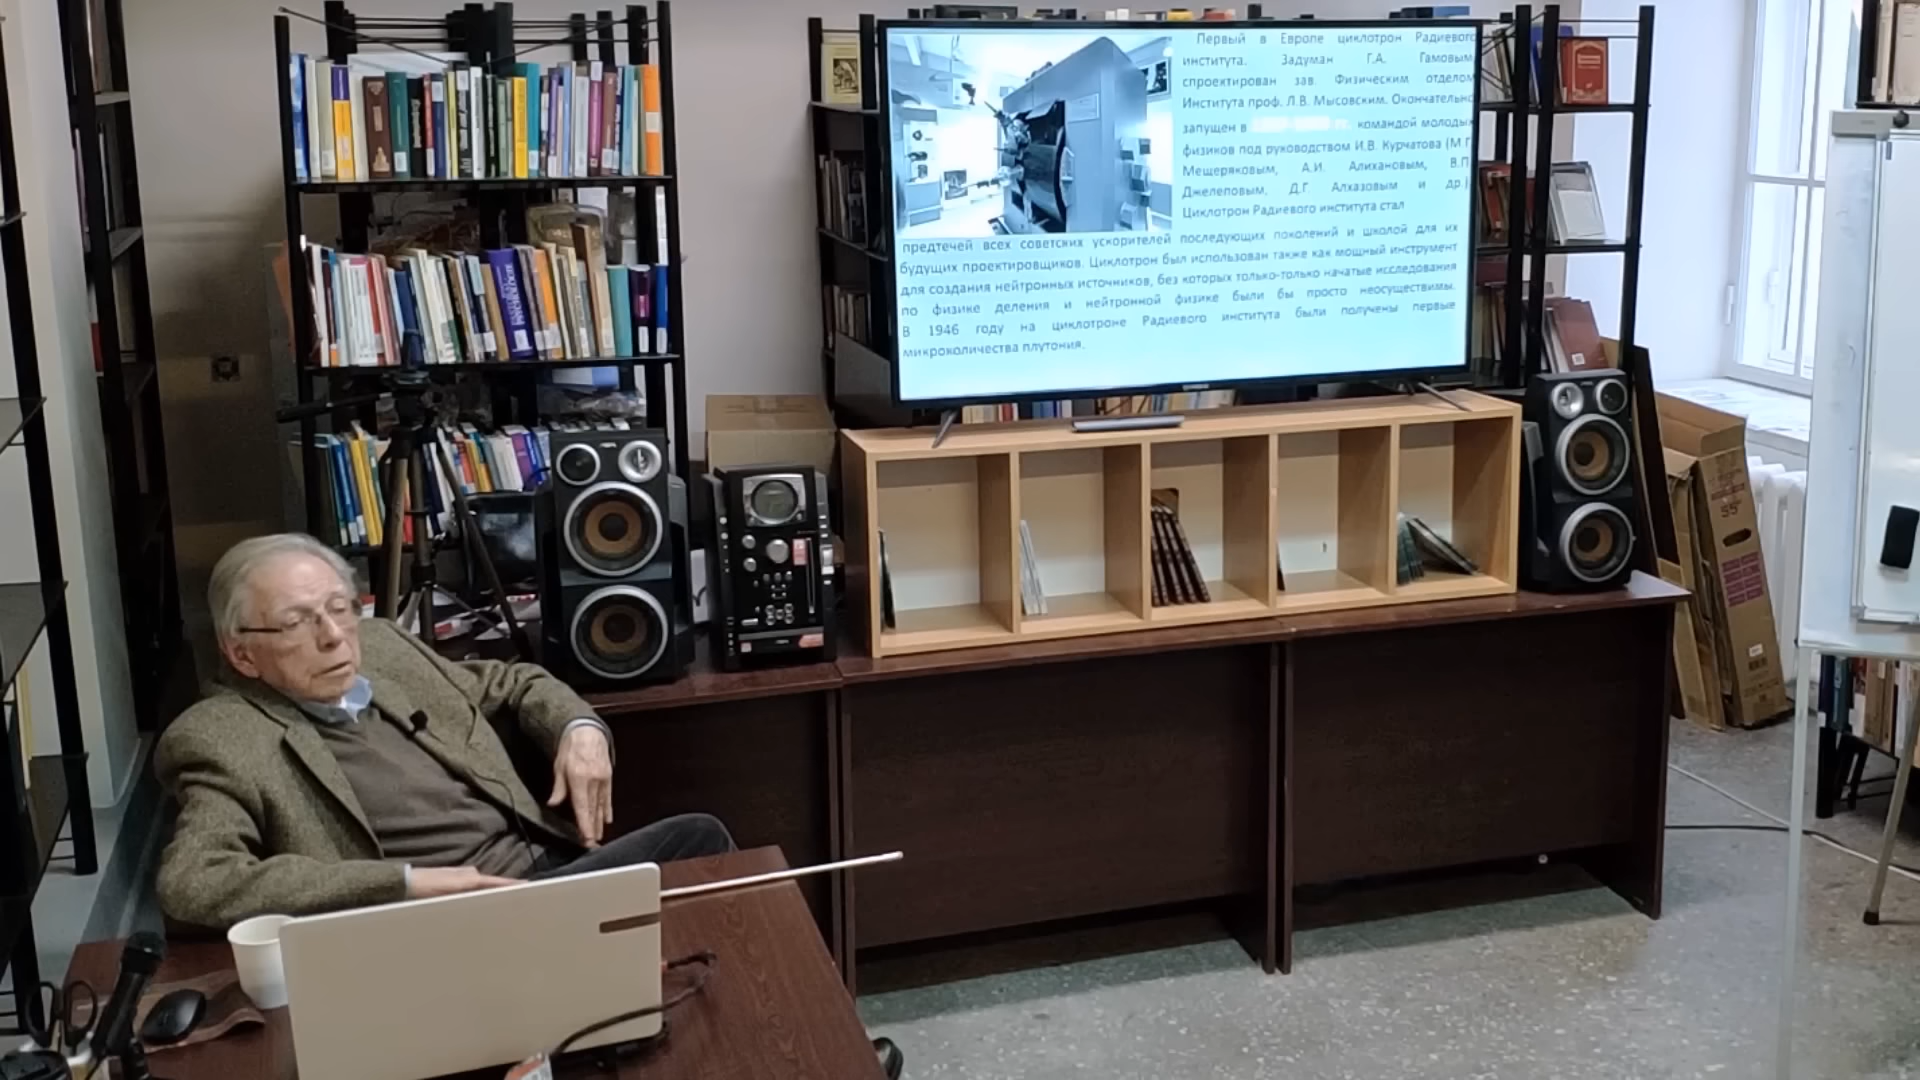 Первый в Европе циклотрон Радиевого
института. Задуман Г.А. Гамовым,
спроектирован зав. Физическим отделом
Института проф. Л.В. Мысовским. Окончательно
запущен в гг. командой молодых
физиков под руководством И.В. Курчатова (М.Г.
Мещеряковым, А.И. Алихановым, В.П.
Джелеповым, Д.Г. Алхазовым и др.)
Циклотрон Радиевого института стал
предтечей всех советских ускорителей последующих поколений и школой для их
будущих проектировщиков. Циклотрон был использован также как мощный инструмент
для создания нейтронных источников, без которых только-только начатые исследования
по физике деления и нейтронной физике были бы просто неосуществимы.
В 1946 году на циклотроне Радиевого института были получены первые
микроколичества плутония.
55"